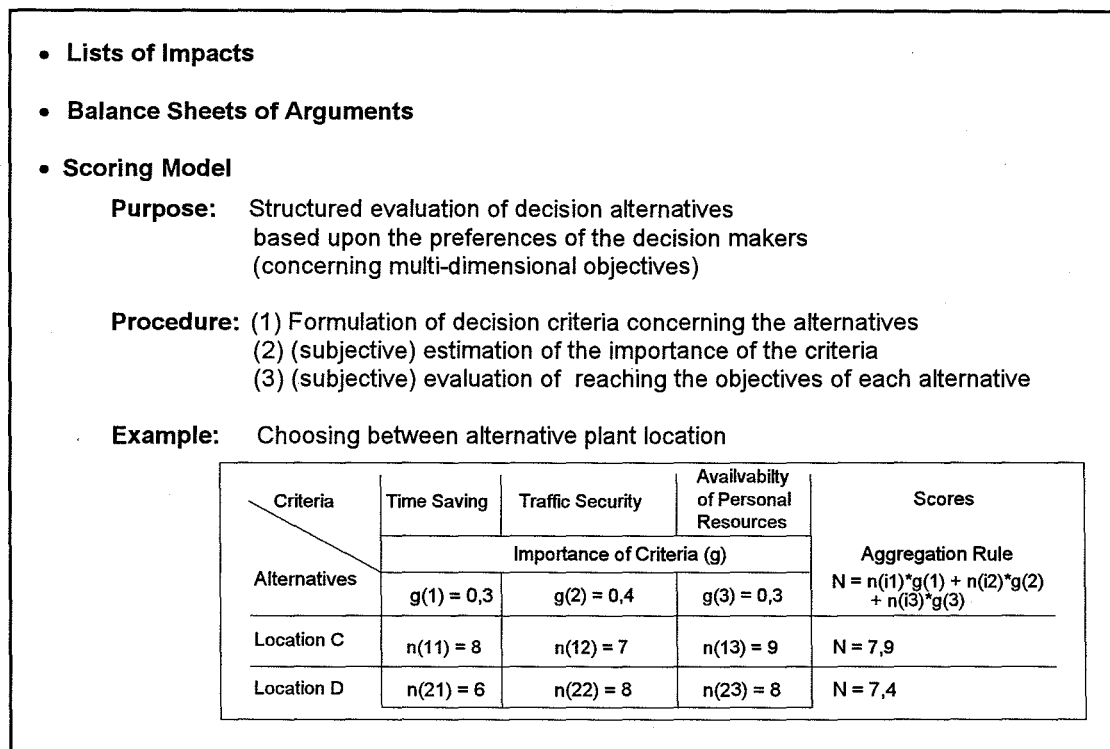 • Lists of Impacts
• Balance Sheets of Arguments
• Scoring Model
Purpose: Structured evaluation of decision alternatives
based upon the preferences of the decision makers
(concerning multi-dimensional objectives)
Procedure: (1) Formulation of decision criteria concerning the alternatives
(2) (subjective) estimation of the importance of the criteria
(3) (subjective) evaluation of reaching the objectives of each alternative
Example: Choosing between alternative plant location
Criteria
Time Saving
Traffic Security
Availvabilty
of Personal
Resources
Scores
Importance of Criteria (g)
Aggregation Rule
Alternatives
N = n(i1)*g(1) + n(i2)*g(2)
+ n(i3)*g(3)
g(1) = 0,3 g(2) = 0,4 g(3) = 0,3
Location C n(11) = 8 n(12) = 7 n(13) = 9 N = 7,9
Location D n(21) = 6 n(22) = 8 n(23) = 8 N = 7,4